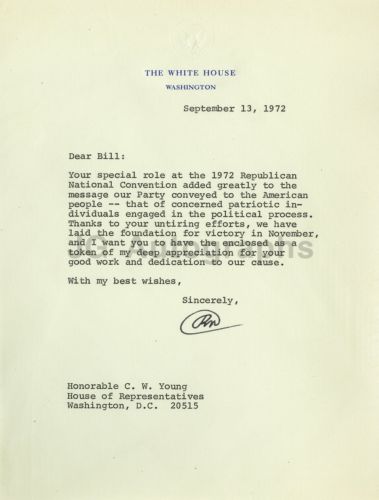 THE WHITE HOUSE
WASHINGTON
September 13, 1972
Dear Bill:
Your special role at the 1972 Republican
National Convention added greatly to the
message our Party conveyed to the American
people -- that of concerned patriotic in-
dividuals engaged in the political process.
Thanks to your untiring efforts, we have
laid the foundation for victory in November,
and I want you to have the enclosed as a
token of my deep appreciation for your
good work and dedication to our cause.
With my best wishes,
Sincerely,
RN
Honorable C. W. Young
House of Representatives
Washington, D.C. 20515